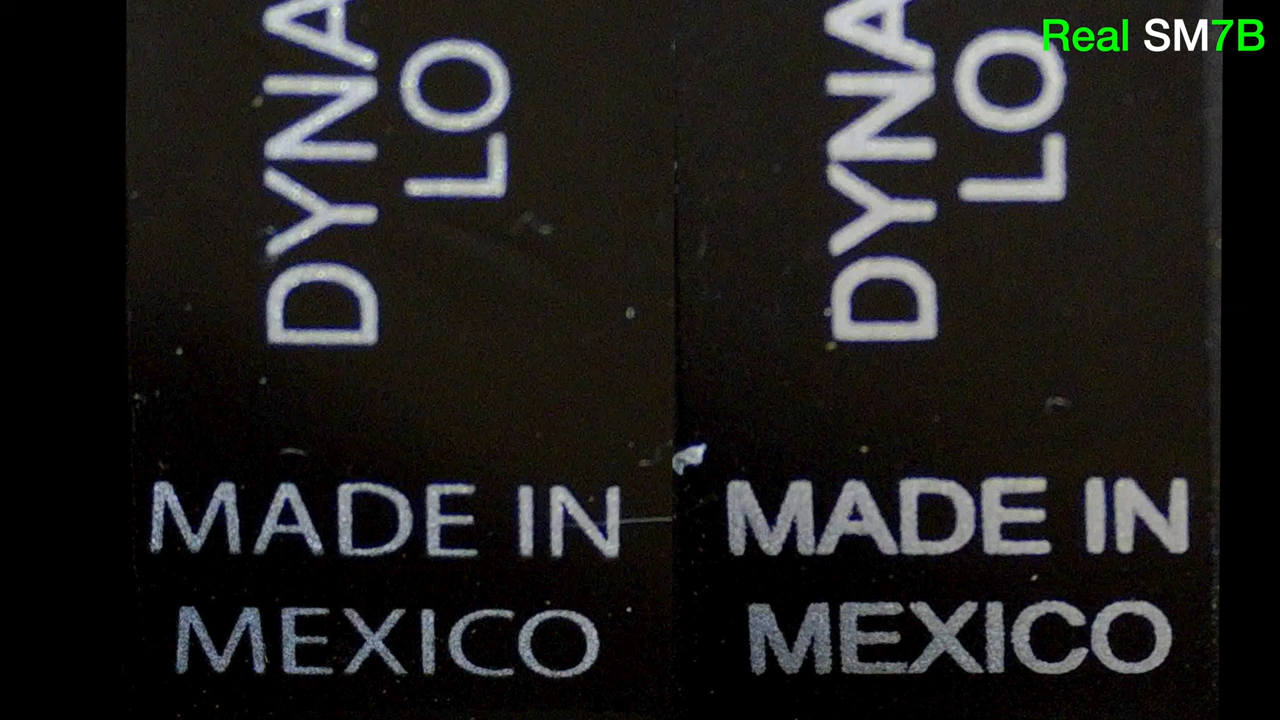 Real SM7B
DYNA
LO
MADE IN
MEXICO
DYNA
LO
MADE IN
MEXICO